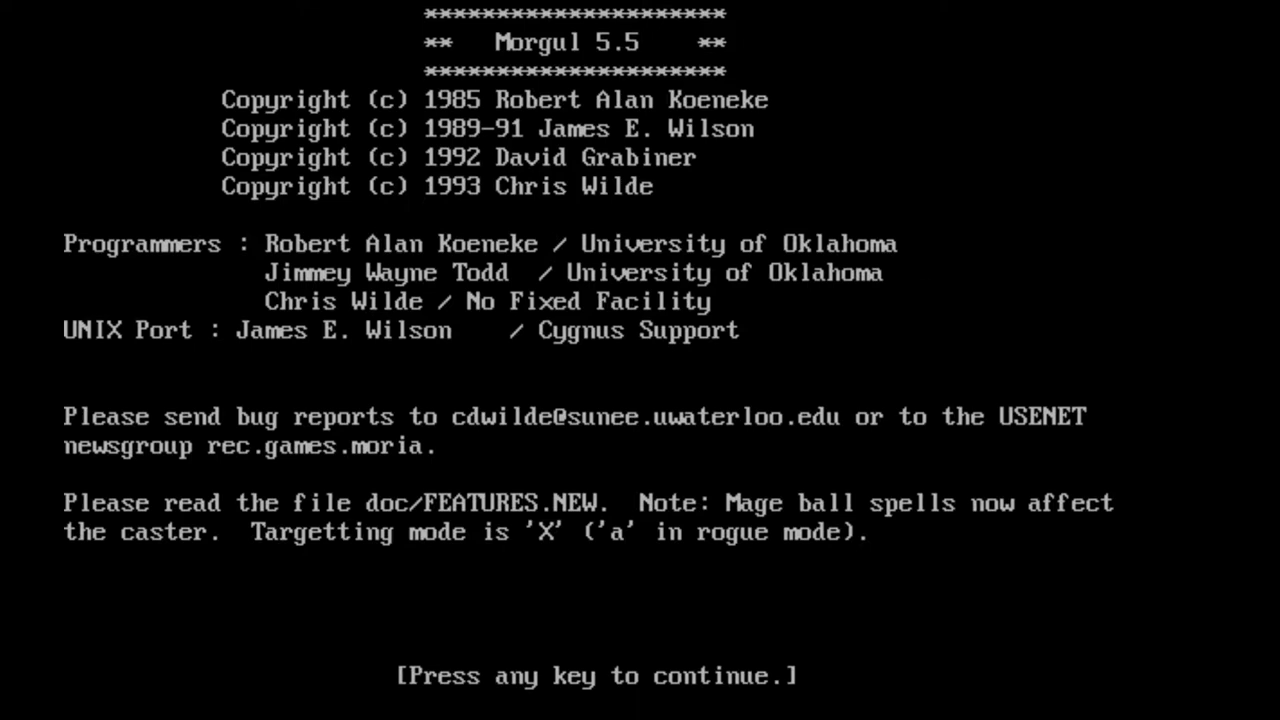 *********************
**   Morgul 5.5    **
*********************
Copyright (c) 1985 Robert Alan Koeneke
Copyright (c) 1989-91 James E. Wilson
Copyright (c) 1992 David Grabiner
Copyright (c) 1993 Chris Wilde
Programmers : Robert Alan Koeneke / University of Oklahoma
Jimmey Wayne Todd  / University of Oklahoma
Chris Wilde / No Fixed Facility
UNIX Port : James E. Wilson    / Cygnus Support
Please send bug reports to cdwilde@sunee.uwaterloo.edu or to the USENET
newsgroup rec.games.moria.
Please read the file doc/FEATURES.NEW.  Note: Mage ball spells now affect
the caster.  Targetting mode is 'X' ('a' in rogue mode).
[Press any key to continue.]